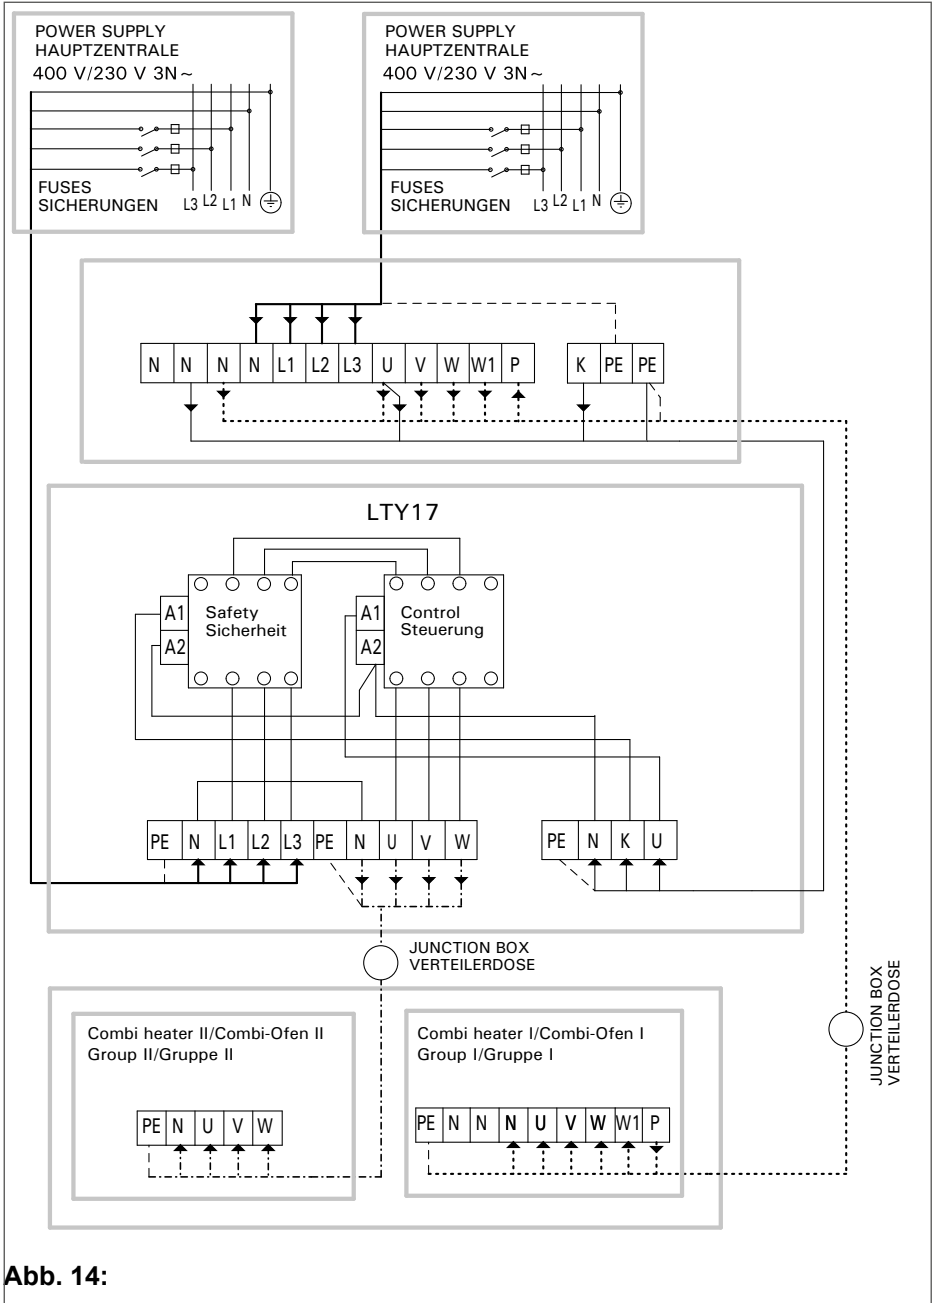 POWER SUPPLY
HAUPTZENTRALE
400 V/230 V 3N~
FUSES
SICHERUNGEN
L3 L2 L1 N
POWER SUPPLY
HAUPTZENTRALE
400 V/230 V 3N~
FUSES
SICHERUNGEN
L3 L2 L1 N
N N N N L1 L2 L3 U V W W1 P
K PE PE
LTY17
A1
A2
Safety
Sicherheit
A1
A2
Control
Steuerung
PE N L1 L2 L3 PE N U V W
PE N K U
JUNCTION BOX
VERTEILERDOSE
JUNCTION BOX
VERTEILERDOSE
Combi heater II/Combi-Ofen II
Group II/Gruppe II
PE N U V W
Combi heater I/Combi-Ofen I
Group I/Gruppe I
PE N N N U V W W1 P
Abb. 14: